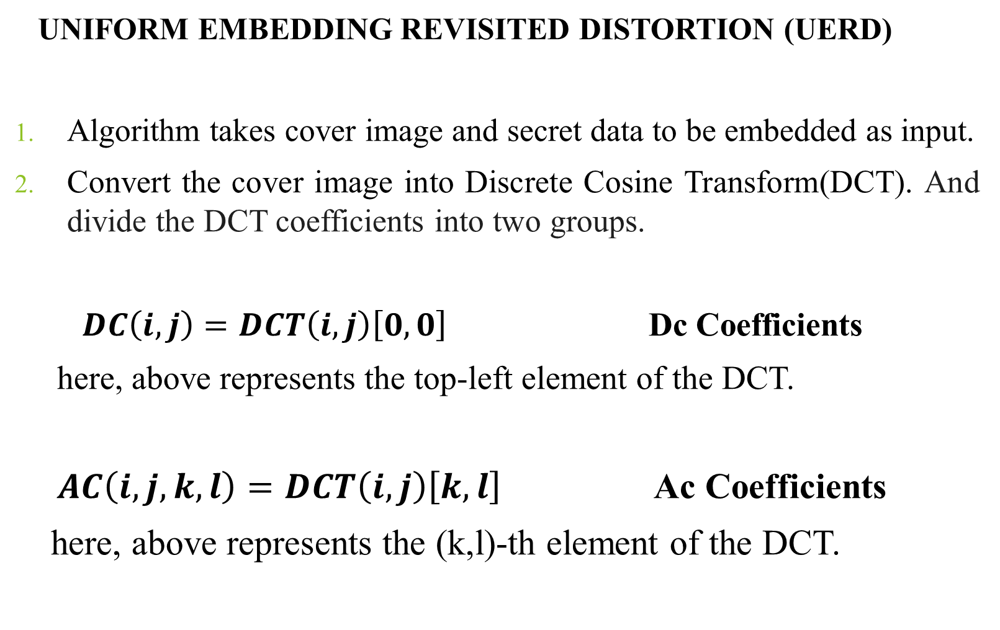 UNIFORM EMBEDDING REVISITED DISTORTION (UERD)
1. Algorithm takes cover image and secret data to be embedded as input.
2. Convert the cover image into Discrete Cosine Transform(DCT). And
divide the DCT coefficients into two groups.
DC(i,j) = DCT(i,j)[0,0] Dc Coefficients
here, above represents the top-left element of the DCT.
AC(i,j,k,l) = DCT(i,j)[k,l] Ac Coefficients
here, above represents the (k,l)-th element of the DCT.